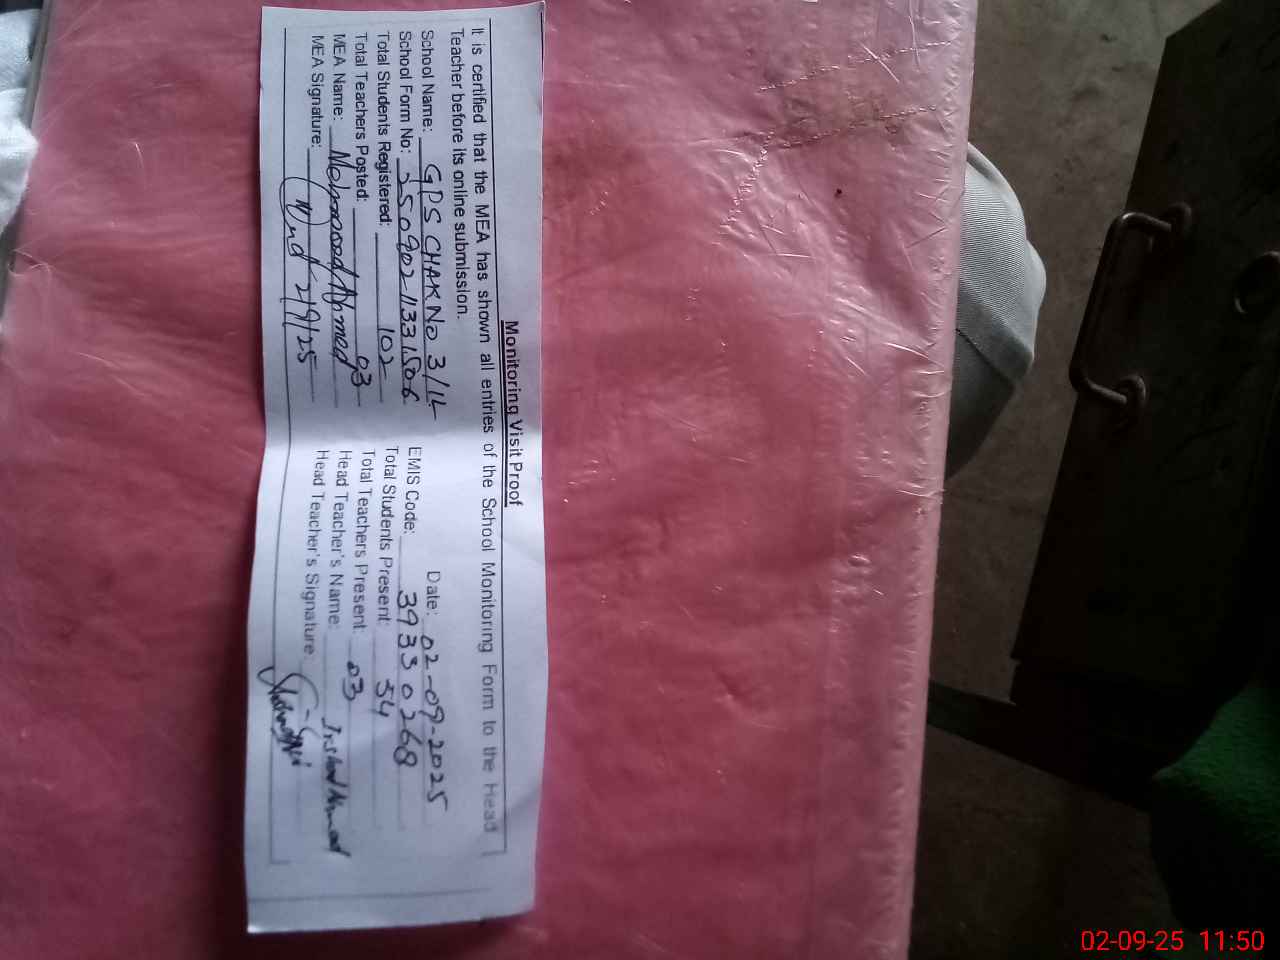 Monitoring Visit Proof
It is certified that the MEA has shown all entries of the School Monitoring Form to the Head
Teacher before its online submission.
Date: 02-09-2025
School Name: GPS CHAK NO 3/1L EMIS Code: 39330268
School Form No: 2509021331506
Total Students Registered: 102 Total Students Present: 54
Total Teachers Posted: 03 Total Teachers Present: 03
MEA Name: Mehmood Ahmed Head Teacher's Name: Irshad Ahmad
MEA Signature: 2/9/25 Head Teacher's Signature:
02-09-25 11:50